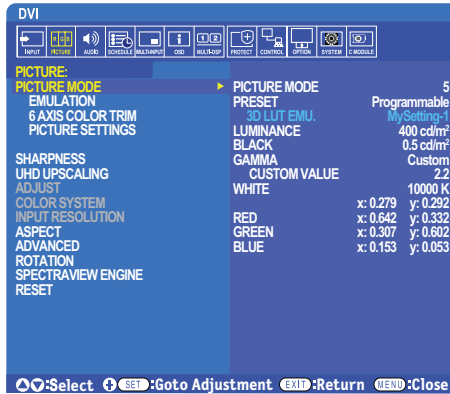 DVI
INPUT PICTURE AUDIO SCHEDULE MULTI-INPUT OSD MULTI-DSP PROTECT CONTROL OPTION SYSTEM C MODULE
PICTURE:
PICTURE MODE PICTURE MODE 5
EMULATION PRESET Programmable
6 AXIS COLOR TRIM 3D LUT EMU. MySetting-1
PICTURE SETTINGS LUMINANCE 400 cd/m²
BLACK 0.5 cd/m²
SHARPNESS GAMMA Custom
UHD UPSCALING CUSTOM VALUE 2.2
ADJUST WHITE 10000 K
COLOR SYSTEM x: 0.279 y: 0.292
INPUT RESOLUTION RED x: 0.642 y: 0.332
ASPECT GREEN x: 0.307 y: 0.602
ADVANCED BLUE x: 0.153 y: 0.053
ROTATION
SPECTRAVIEW ENGINE
RESET
:Select SET:Goto Adjustment EXIT:Return MENU:Close